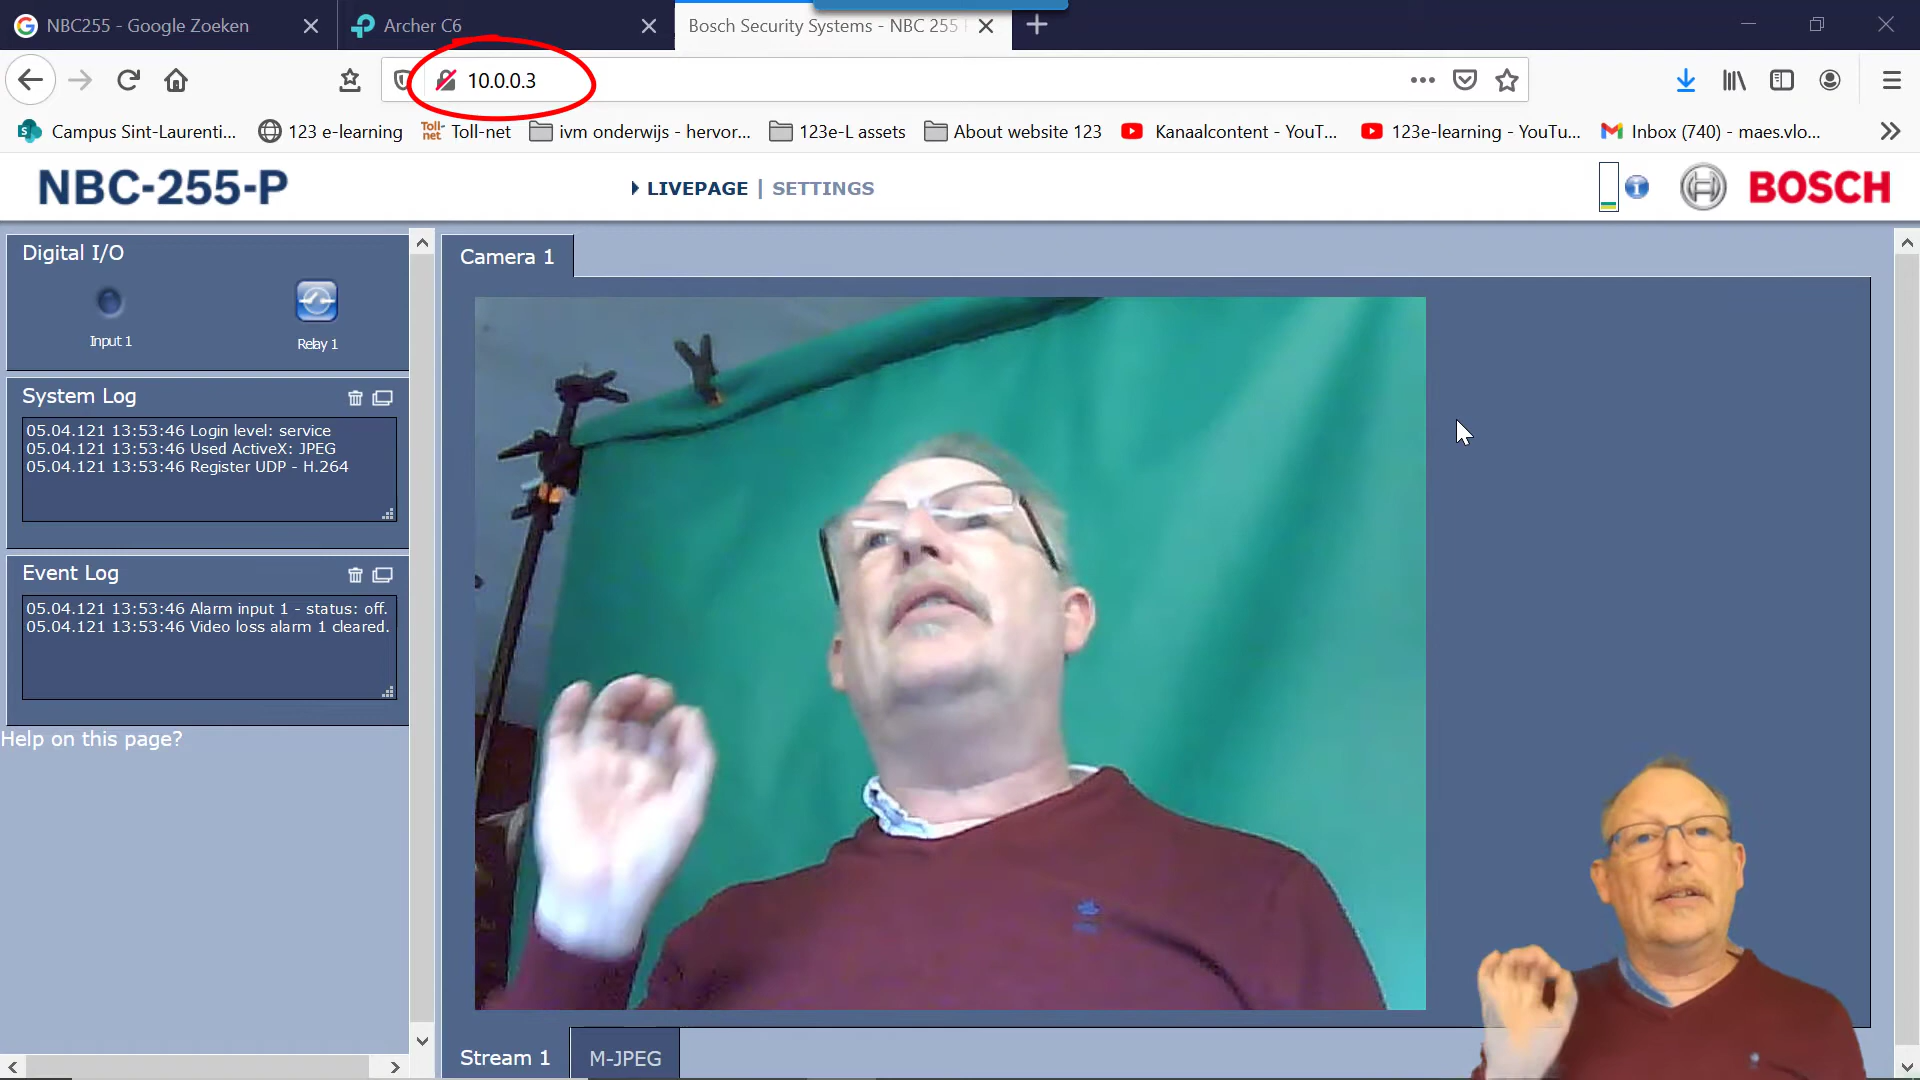 NBC255 - Google Zoeken
Archer C6
Bosch Security Systems - NBC 255
10.0.0.3
Campus Sint-Laurenti...
123 e-learning
Toll-net
Toll-net
ivm onderwijs - hervor...
123e-L assets
About website 123
Kanaalcontent - YouT...
123e-learning - YouTu...
Inbox (740) - maes.vlo...
NBC-255-P
LIVEPAGE | SETTINGS
BOSCH
Digital I/O
Input 1
Relay 1
System Log
05.04.121 13:53:46 Login level: service
05.04.121 13:53:46 Used ActiveX: JPEG
05.04.121 13:53:46 Register UDP - H.264
Event Log
05.04.121 13:53:46 Alarm input 1 - status: off.
05.04.121 13:53:46 Video loss alarm 1 cleared.
Help on this page?
Camera 1
Stream 1
M-JPEG